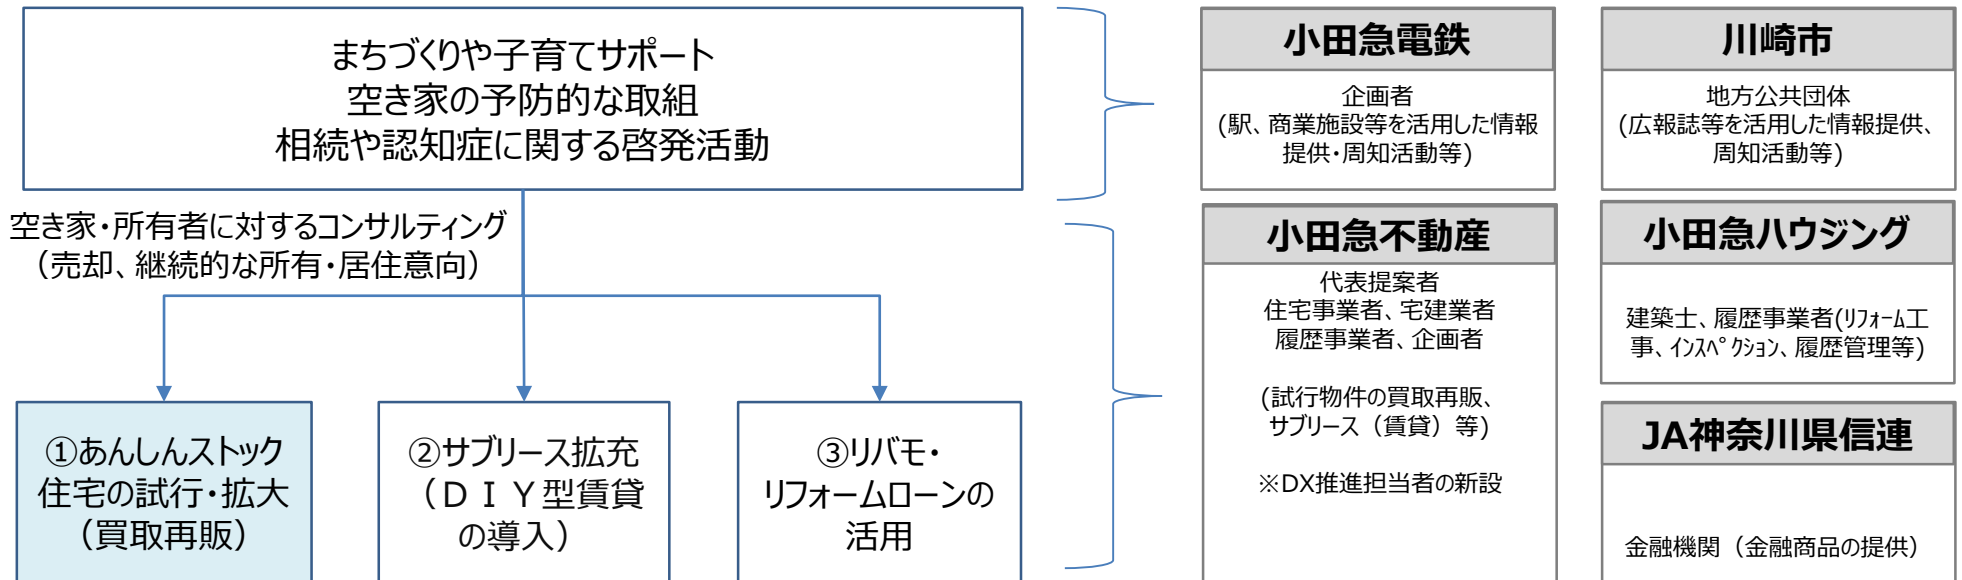 まちづくりや子育てサポート
空き家の予防的な取組
相続や認知症に関する啓発活動
空き家・所有者に対するコンサルティング
（売却、継続的な所有・居住意向）
①あんしんストック
住宅の試行・拡大
（買取再販）
②サブリース拡充
（ＤＩＹ型賃貸
の導入）
③リバモ・
リフォームローンの
活用
小田急電鉄
企画者
(駅、商業施設等を活用した情報
提供・周知活動等)
川崎市
地方公共団体
(広報誌等を活用した情報提供、
周知活動等)
小田急不動産
代表提案者
住宅事業者、宅建業者
履歴事業者、企画者
(試行物件の買取再販、
サブリース（賃貸）等)
※DX推進担当者の新設
小田急ハウジング
建築士、履歴事業者(ﾘﾌｫｰﾑ工
事、ｲﾝｽﾍﾟｸｼｮﾝ、履歴管理等)
JA神奈川県信連
金融機関（金融商品の提供）